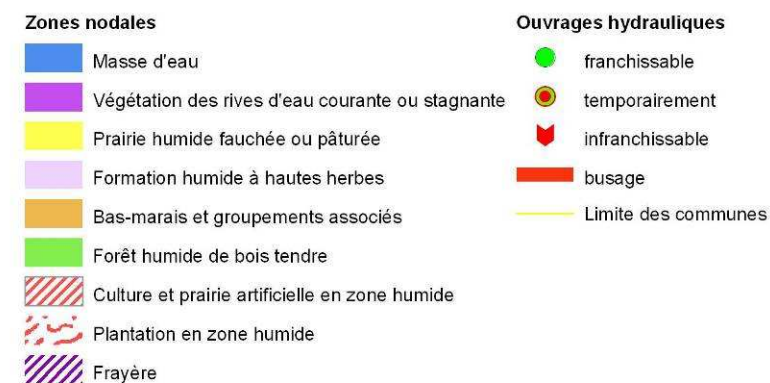 Zones nodales
Masse d'eau
Végétation des rives d'eau courante ou stagnante
Prairie humide fauchée ou pâturée
Formation humide à hautes herbes
Bas-marais et groupements associés
Forêt humide de bois tendre
Culture et prairie artificielle en zone humide
Plantation en zone humide
Frayère
Ouvrages hydrauliques
franchissable
temporairement
infranchissable
busage
Limite des communes